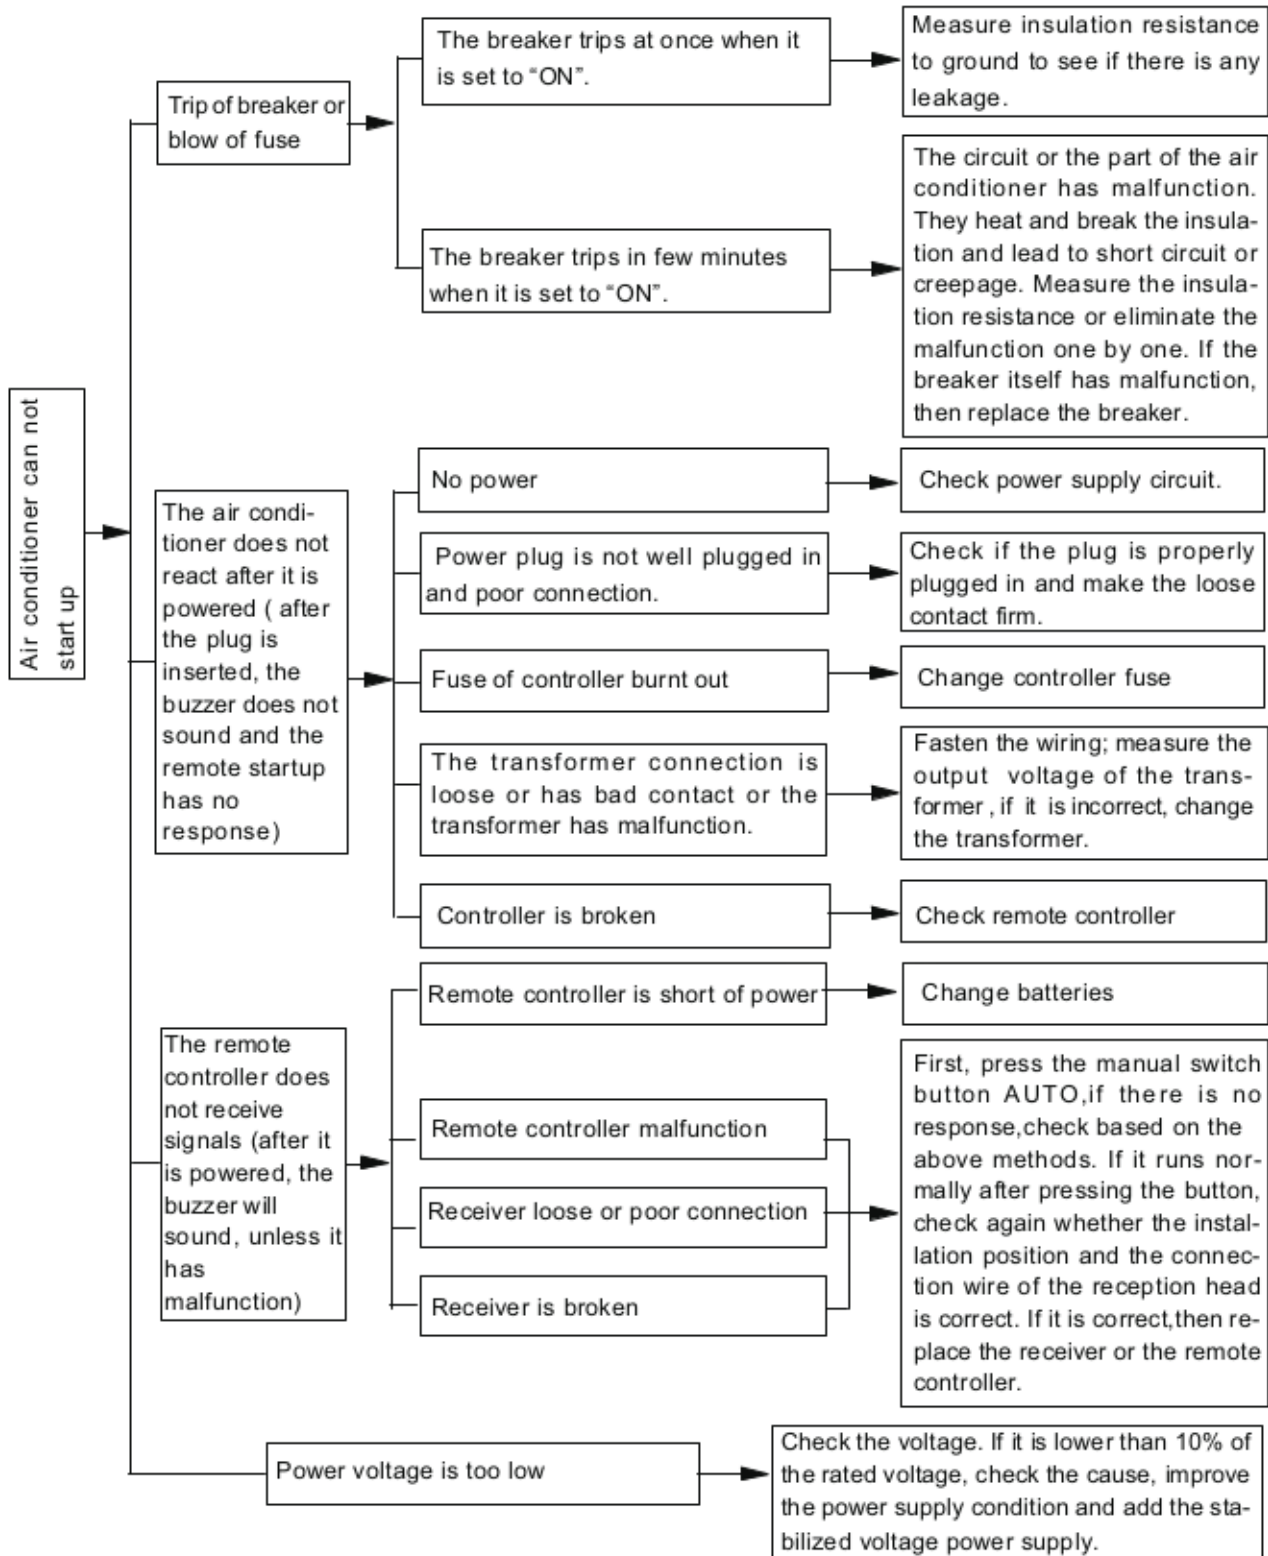 Air conditioner can not
start up
Trip of breaker or
blow of fuse
The breaker trips at once when it
is set to “ON”.
Measure insulation resistance
to ground to see if there is any
leakage.
The breaker trips in few minutes
when it is set to “ON”.
The circuit or the part of the air
conditioner has malfunction.
They heat and break the insula-
tion and lead to short circuit or
creepage. Measure the insula-
tion resistance or eliminate the
malfunction one by one. If the
breaker itself has malfunction,
then replace the breaker.
The air condi-
tioner does not
react after it is
powered ( after
the plug is
inserted, the
buzzer does not
sound and the
remote startup
has no
response)
No power
Check power supply circuit.
Power plug is not well plugged in
and poor connection.
Check if the plug is properly
plugged in and make the loose
contact firm.
Fuse of controller burnt out
Change controller fuse
The transformer connection is
loose or has bad contact or the
transformer has malfunction.
Fasten the wiring; measure the
output voltage of the trans-
former, if it is incorrect, change
the transformer.
Controller is broken
Check remote controller
The remote
controller does
not receive
signals (after it
is powered, the
buzzer will
sound, unless it
has
malfunction)
Remote controller is short of power
Change batteries
Remote controller malfunction
Receiver loose or poor connection
Receiver is broken
First, press the manual switch
button AUTO,if there is no
response,check based on the
above methods. If it runs nor-
mally after pressing the button,
check again whether the instal-
lation position and the connec-
tion wire of the reception head
is correct. If it is correct,then re-
place the receiver or the remote
controller.
Power voltage is too low
Check the voltage. If it is lower than 10% of
the rated voltage, check the cause, improve
the power supply condition and add the sta-
bilized voltage power supply.